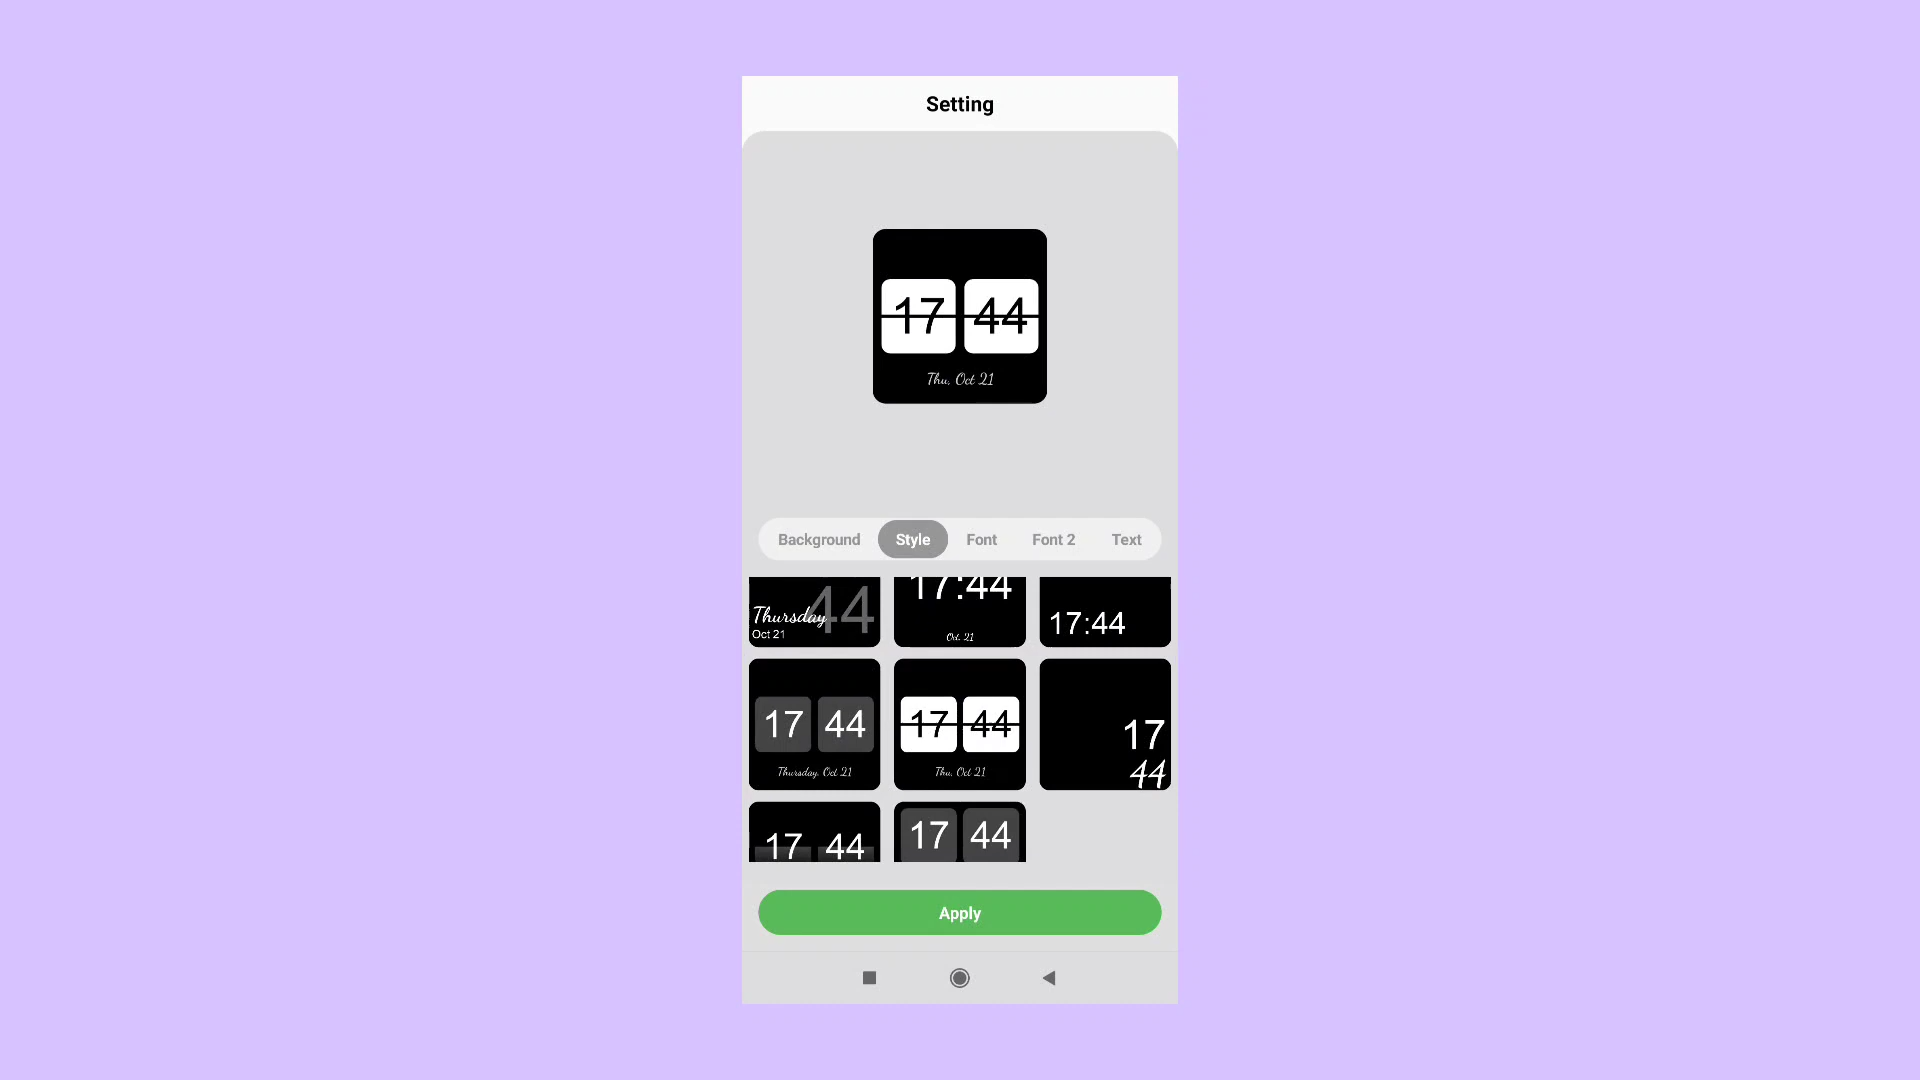 Setting
17 44
Thu, Oct 21
Background Style Font Font 2 Text
44
Thursday
Oct 21
17:44
Oct. 21
17:44
17 44
Thursday, Oct 21
17 44
Thu, Oct 21
17
44
17 44
17 44
Apply